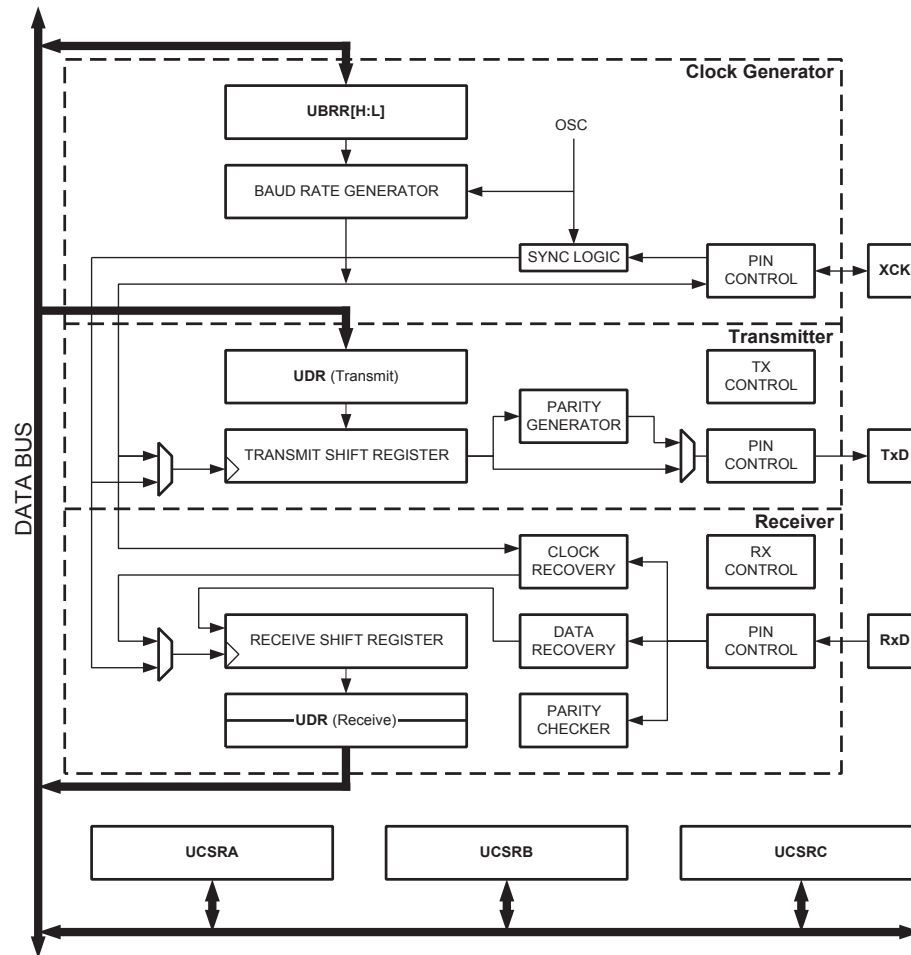 Clock Generator
UBRR[H:L]
OSC
BAUD RATE GENERATOR
SYNC LOGIC
PIN
CONTROL
XCK
Transmitter
UDR (Transmit)
TX
CONTROL
PARITY
GENERATOR
TRANSMIT SHIFT REGISTER
PIN
CONTROL
TxD
DATA BUS
Receiver
CLOCK
RECOVERY
RX
CONTROL
RECEIVE SHIFT REGISTER
DATA
RECOVERY
PIN
CONTROL
RxD
UDR (Receive)
PARITY
CHECKER
UCSRA
UCSRB
UCSRC